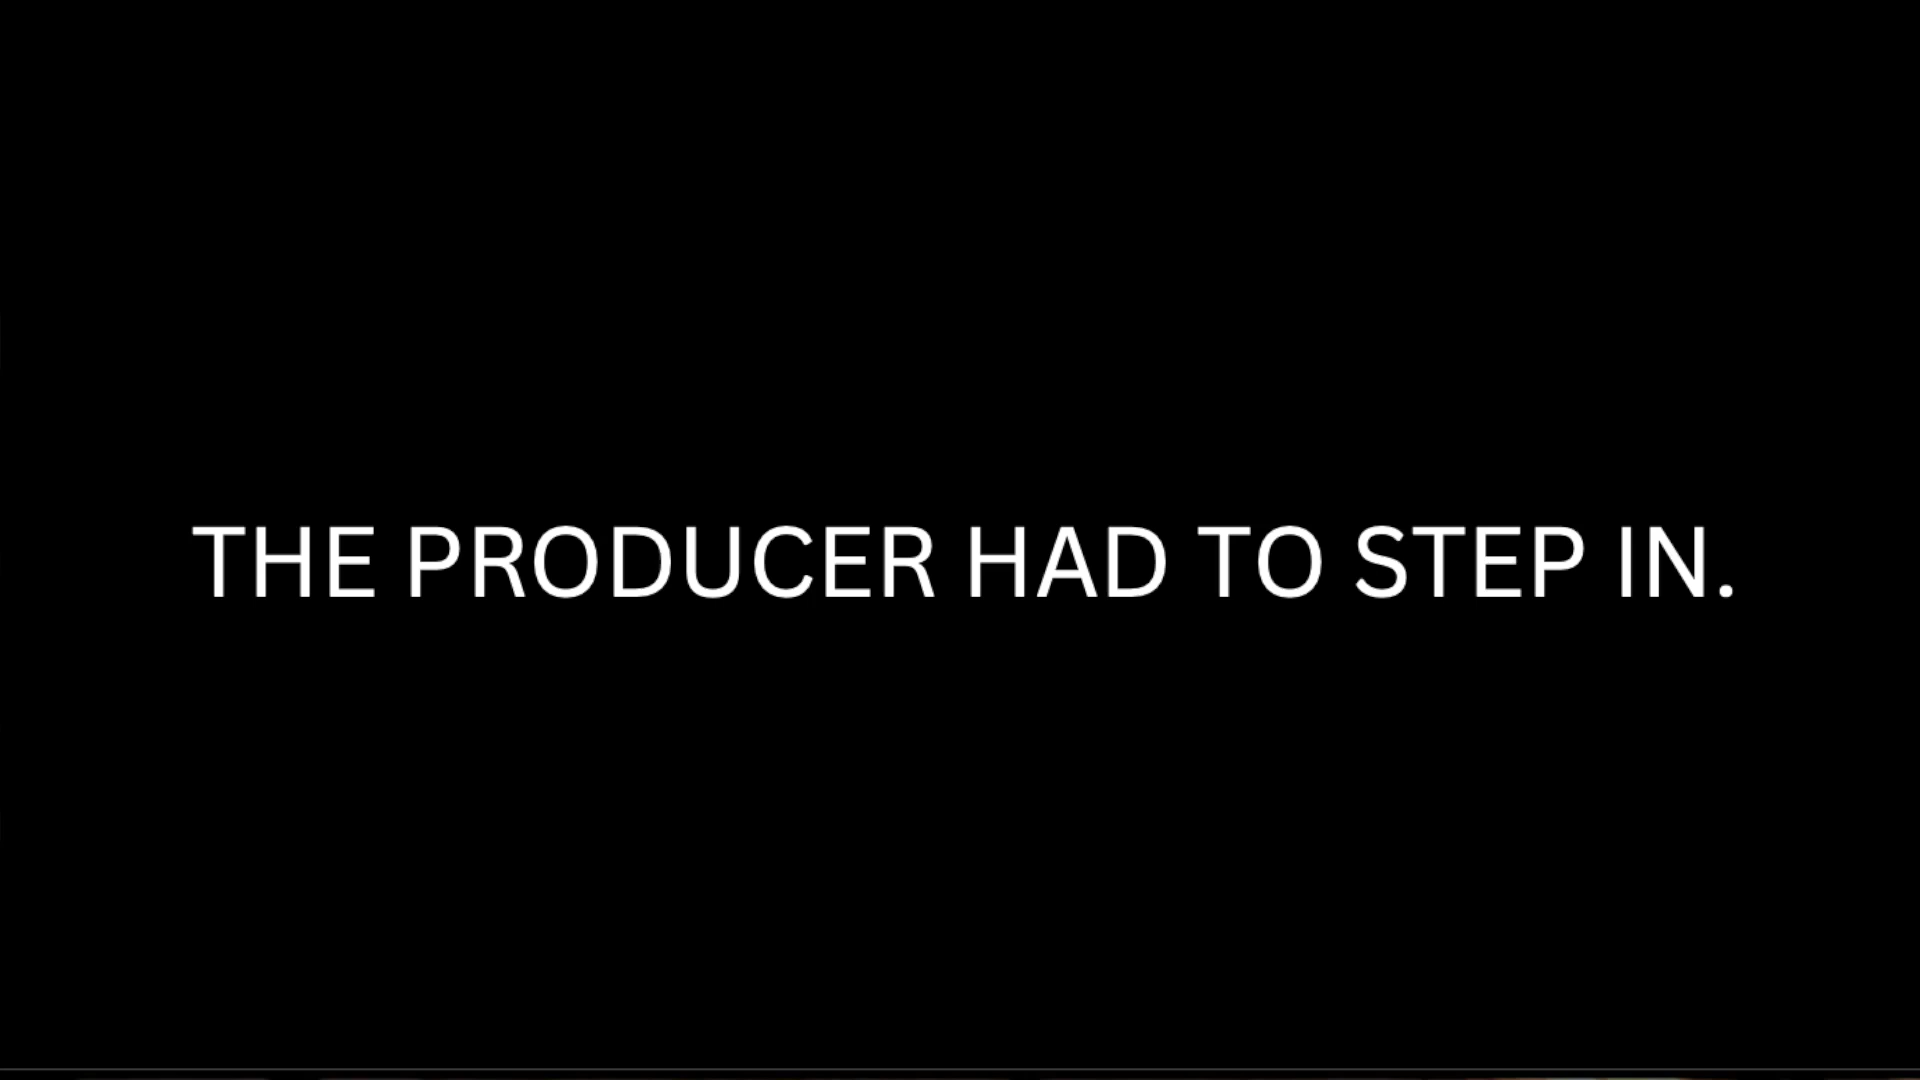 THE PRODUCER HAD TO STEP IN.